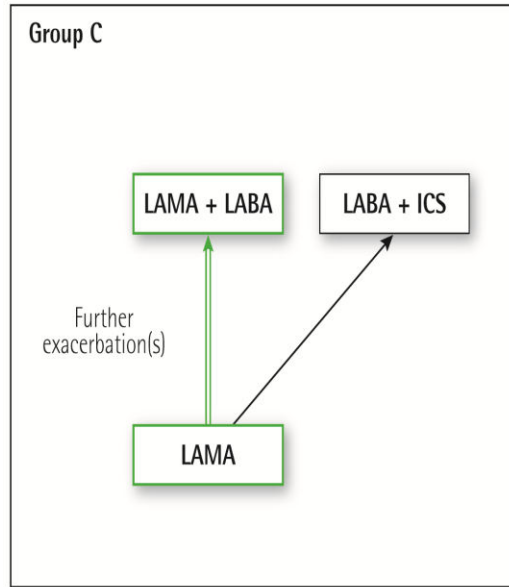 Group C
LAMA + LABA
LABA + ICS
Further
exacerbation(s)
LAMA